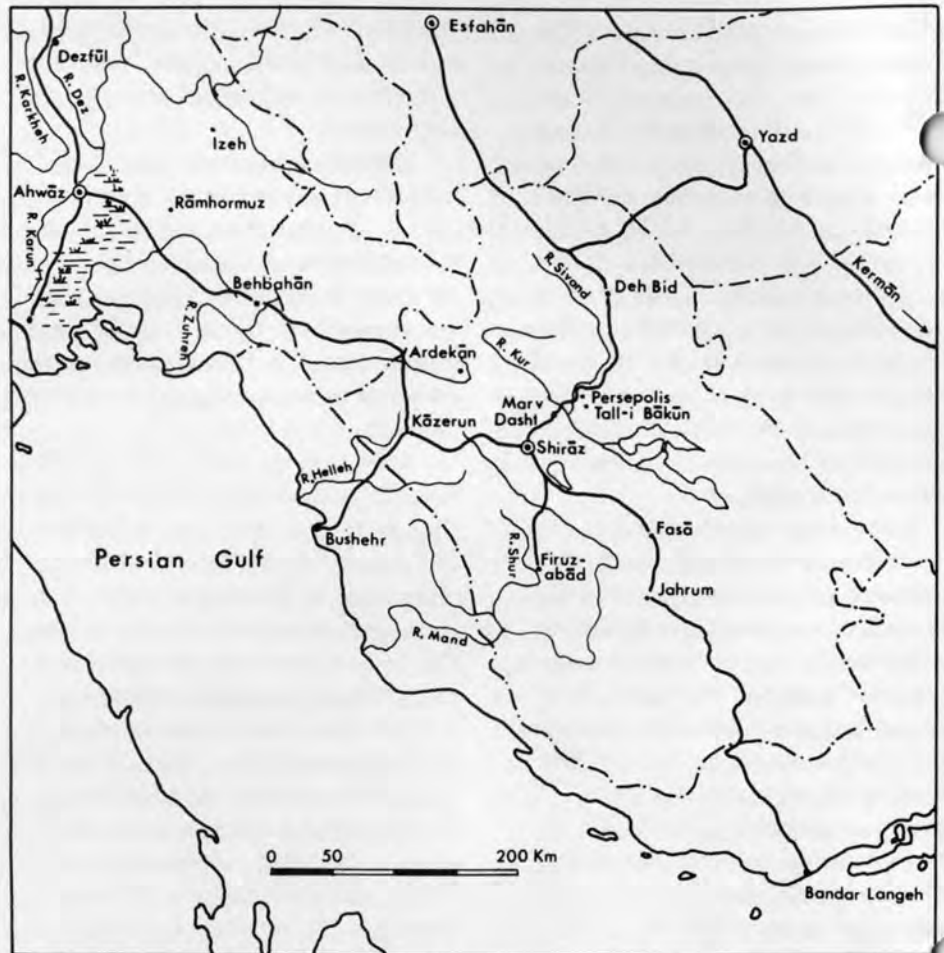 Esfahān
Dezfūl
R. Karkheh
R. Dez
Izeh
Yazd
Ahwāz
Rāmhormuz
R. Karun
R. Sivand
Deh Bid
Kermān
Behbahān
Zuhreh
R. Kur
Ardekān
Persepolis
Marv
Dasht
Tall-i Bākūn
Kāzerun
Shirāz
R. Helleh
Bushehr
Fasā
Persian Gulf
R. Shur
Firuz-
abād
Jahrum
R. Mand
0 50 200 Km
Bandar Langeh